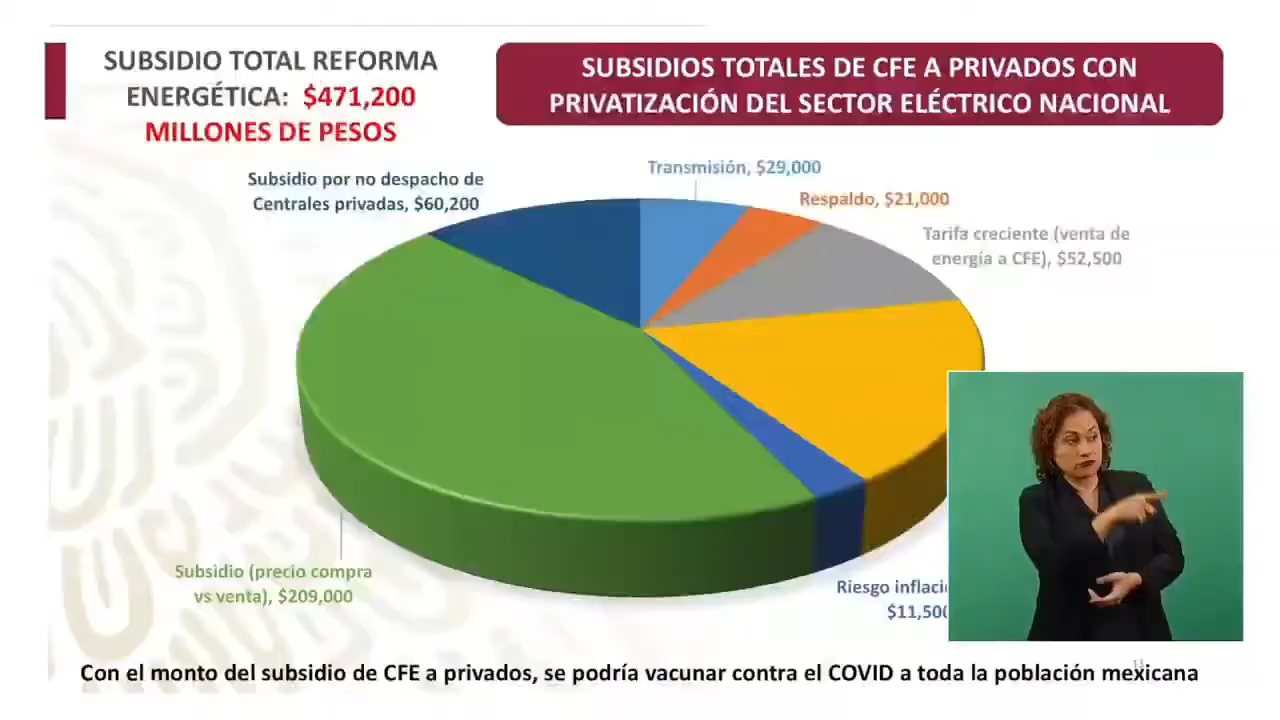 SUBSIDIO TOTAL REFORMA
ENERGÉTICA: $471,200
MILLONES DE PESOS
SUBSIDIOS TOTALES DE CFE A PRIVADOS CON
PRIVATIZACIÓN DEL SECTOR ELÉCTRICO NACIONAL
Subsidio por no despacho de
Centrales privadas, $60,200
Transmisión, $29,000
Respaldo, $21,000
Tarifa creciente (venta de
energía a CFE), $52,500
Subsidio (precio compra
vs venta), $209,000
Riesgo
$11,500
Con el monto del subsidio de CFE a privados, se podría vacunar contra el COVID a toda la población mexicana